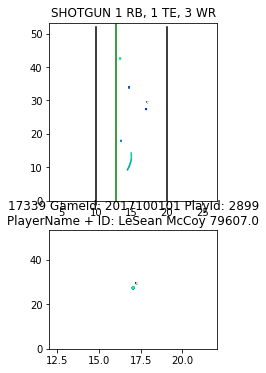 SHOTGUN 1 RB, 1 TE, 3 WR
50
40
30
20
10
0
5 10 15 20 25
17339 GameId: 2017100101 PlayId: 2899
PlayerName + ID: LeSean McCoy 79607.0
40
20
0
12.5 15.0 17.5 20.0